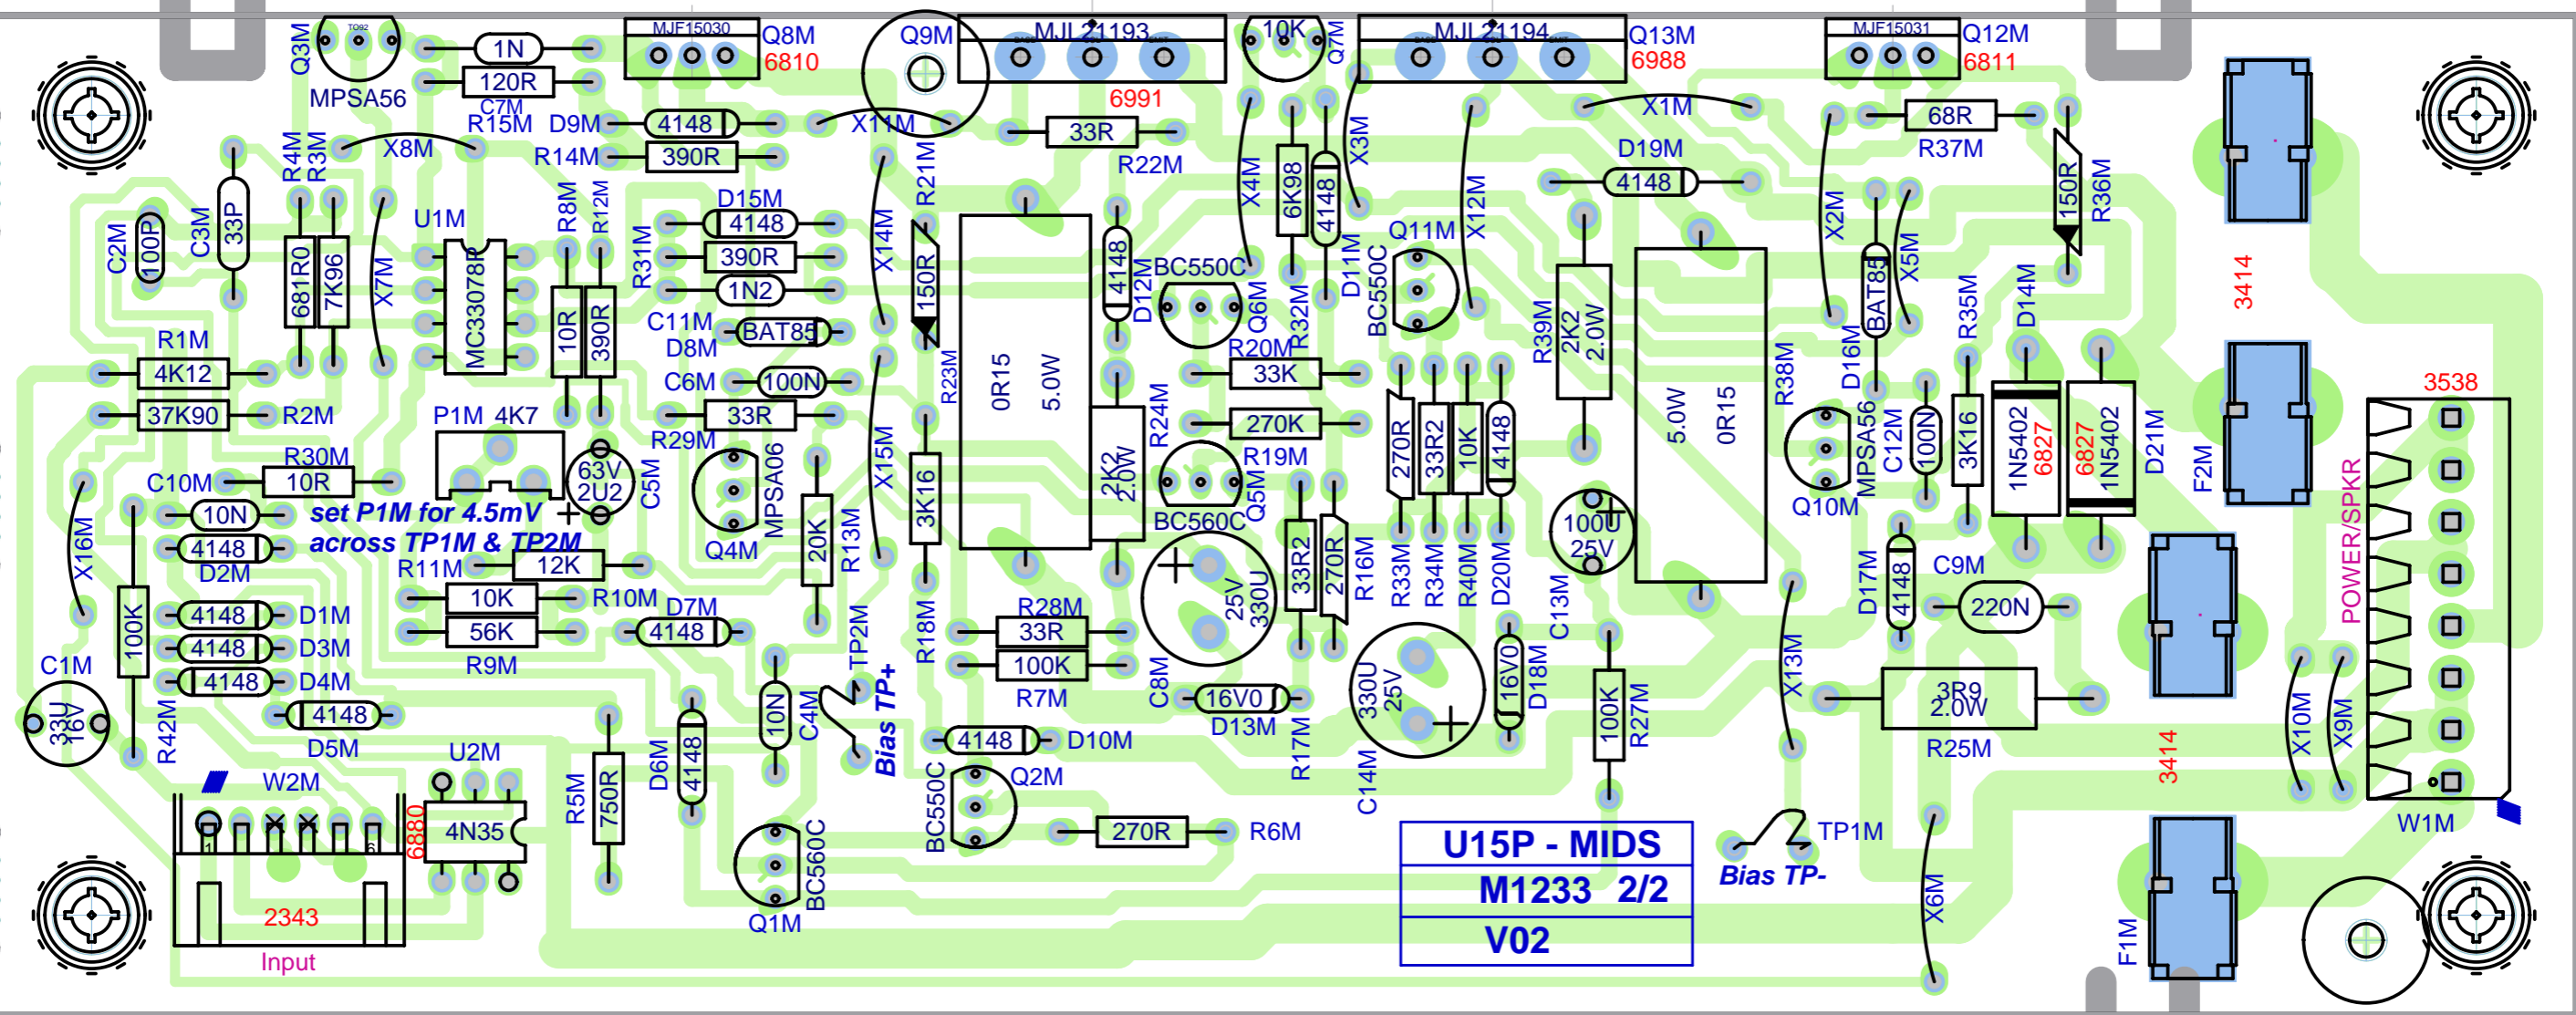 Q3M
TO92
MPSA56
1N
120R
C7M
R15M
MJF15030
Q8M
6810
Q9M
MJL21193
6991
10K
Q7M
MJL21194
Q13M
6988
MJF15031
Q12M
6811
D9M
4148
R14M
390R
X11M
33R
R22M
X3M
X1M
68R
R37M
150R
R36M
R4M
R3M
X8M
C2M
100P
C3M
33P
681R0
7K96
X7M
U1M
MC33078P
R8M
R12M
10R
390R
D15M
4148
R31M
390R
1N2
C11M
D8M
BAT85
X14M
R21M
150R
R23M
0R15
5.0W
4148
D12M
BC550C
Q6M
X4M
6K98
4148
R32M
D11M
Q11M
BC550C
X12M
D19M
4148
R39M
2K2
2.0W
5.0W
0R15
R38M
X2M
X5M
BAT85
D16M
R35M
D14M
3414
R1M
4K12
37K90
R2M
P1M 4K7
C6M
100N
33R
R29M
R20M
33K
R24M
270K
R19M
2K2
2.0W
270R
33R2
10K
4148
MPSA56
Q10M
C12M
100N
3K16
1N5402
6827
6827
1N5402
D21M
F2M
3538
POWER/SPKR
R30M
10R
C10M
10N
set P1M for 4.5mV
across TP1M & TP2M
63V
2U2
C5M
Q4M
MPSA06
20K
R13M
X15M
3K16
R18M
Q5M
BC560C
33R2
270R
R16M
R33M
R34M
R40M
D20M
100U
25V
C13M
X16M
4148
D2M
R11M
12K
100K
4148
D1M
4148
D3M
4148
D4M
4148
D5M
10K
R10M
56K
R9M
D7M
4148
TP2M
Bias TP+
R28M
33R
100K
R7M
25V
330U
C8M
16V0
D13M
R17M
330U
25V
C14M
16V0
D18M
100K
R27M
X13M
D17M
4148
C9M
220N
3R9
2.0W
R25M
3414
X10M
X9M
W1M
C1M
33U
16V
R42M
W2M
1
6
U2M
6880
4N35
2343
Input
R5M
750R
D6M
4148
10N
C4M
4148
D10M
BC550C
Q2M
270R
R6M
BC560C
Q1M
U15P - MIDS
M1233 2/2
V02
TP1M
Bias TP-
X6M
F1M